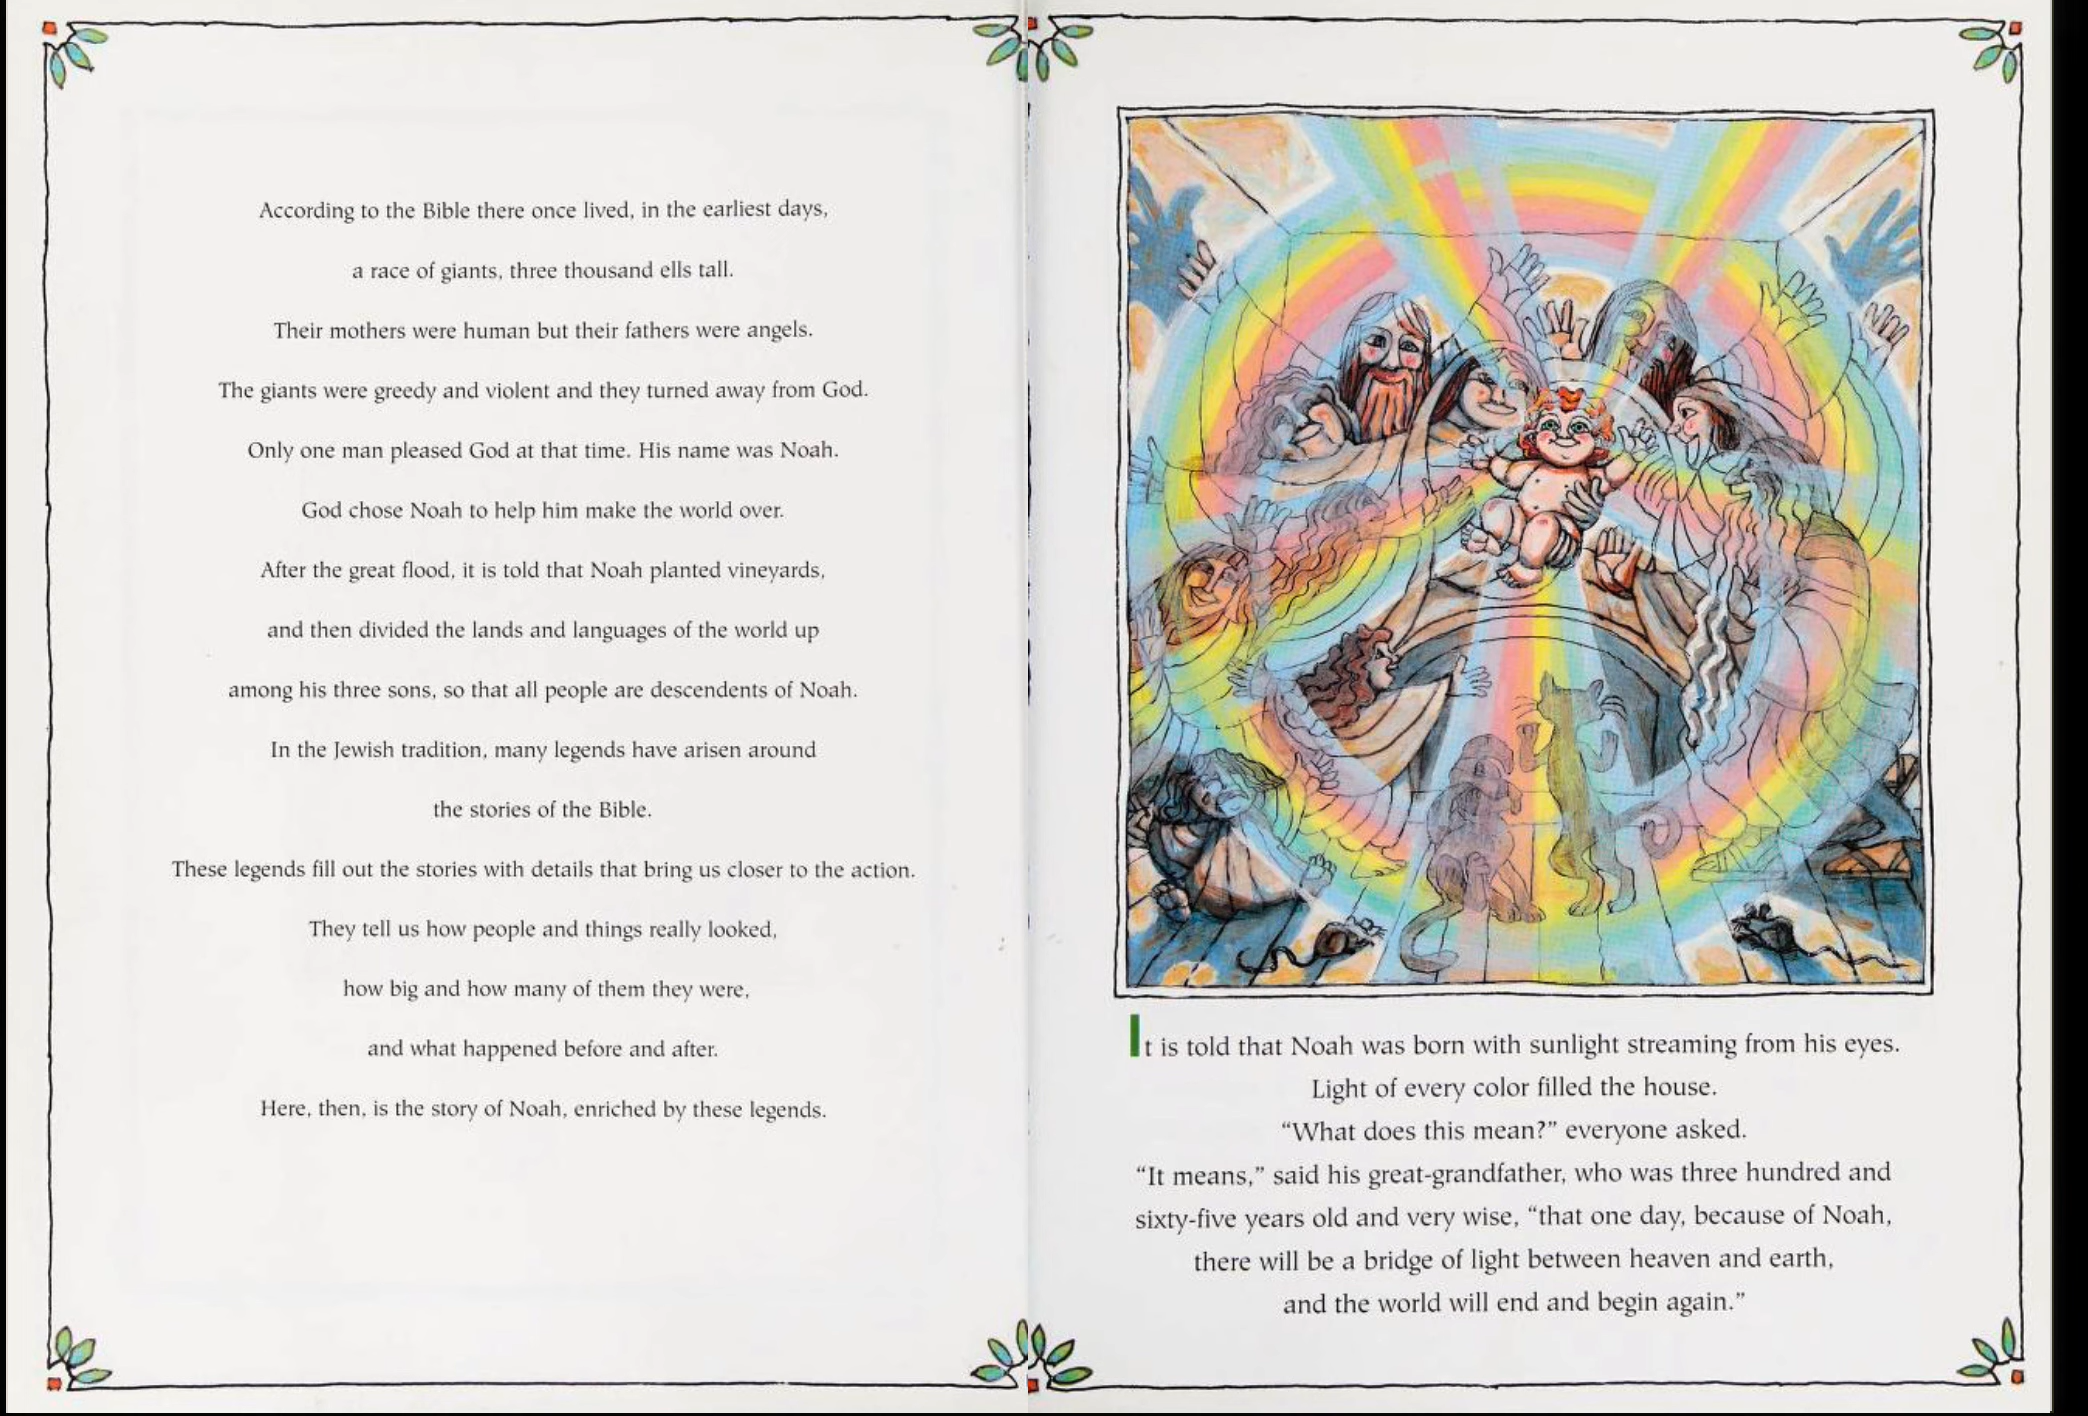 According to the Bible there once lived, in the earliest days,
a race of giants, three thousand ells tall.
Their mothers were human but their fathers were angels.
The giants were greedy and violent and they turned away from God.
Only one man pleased God at that time. His name was Noah.
God chose Noah to help him make the world over.
After the great flood, it is told that Noah planted vineyards,
and then divided the lands and languages of the world up
among his three sons, so that all people are descendents of Noah.
In the Jewish tradition, many legends have arisen around
the stories of the Bible.
These legends fill out the stories with details that bring us closer to the action.
They tell us how people and things really looked,
how big and how many of them they were,
and what happened before and after.
Here, then, is the story of Noah, enriched by these legends.
It is told that Noah was born with sunlight streaming from his eyes.
Light of every color filled the house.
“What does this mean?” everyone asked.
“It means,” said his great-grandfather, who was three hundred and
sixty-five years old and very wise, “that one day, because of Noah,
there will be a bridge of light between heaven and earth,
and the world will end and begin again.”